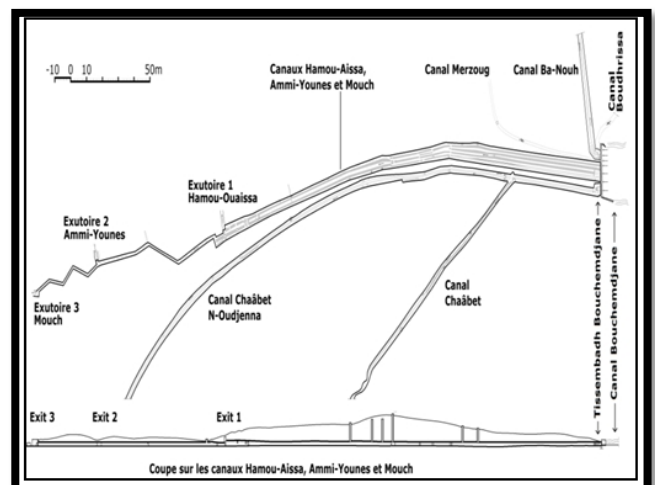 -10 0 10 50m
Canaux Hamou-Aissa,
Ammi-Younes et Mouch
Canal Merzoug
Canal Ba-Nouh
Canal
Boudhrissa
Exutoire 1
Hamou-Ouaissa
Exutoire 2
Ammi-Younes
Exutoire 3
Mouch
Canal Chaâbet
N-Oudjenna
Canal
Chaâbet
Tissembadh Bouchemdjane
Canal Bouchemdjane
Exit 3
Exit 2
Exit 1
Coupe sur les canaux Hamou-Aissa, Ammi-Younes et Mouch